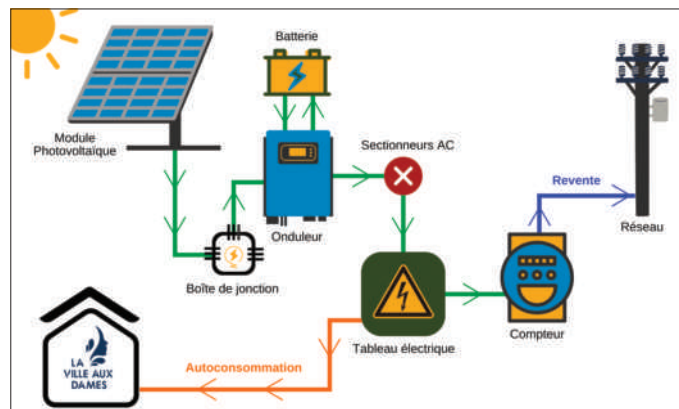 Batterie
Module
Photovoltaïque
Sectionneurs AC
Onduleur
Revente
Réseau
Boîte de jonction
Tableau électrique
Compteur
Autoconsommation
LA
VILLE AUX
DAMES